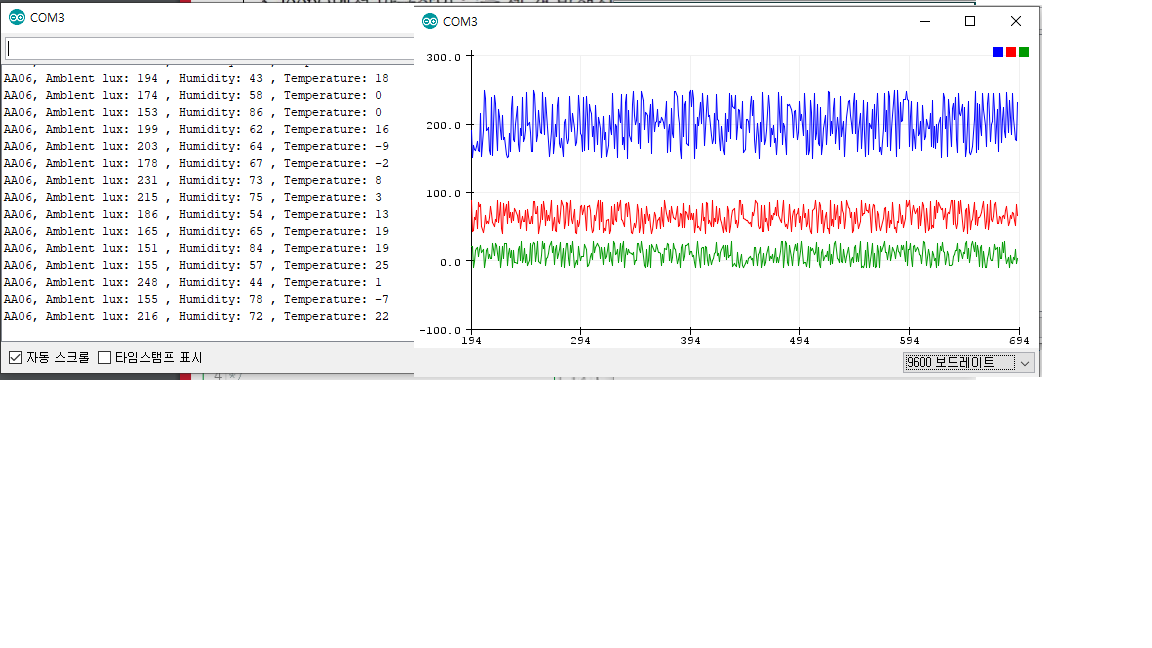 COM3
AA06, Amblent lux: 194 , Humidity: 43 , Temperature: 18
AA06, Amblent lux: 174 , Humidity: 58 , Temperature: 0
AA06, Amblent lux: 153 , Humidity: 86 , Temperature: 0
AA06, Amblent lux: 199 , Humidity: 62 , Temperature: 16
AA06, Amblent lux: 203 , Humidity: 64 , Temperature: -9
AA06, Amblent lux: 178 , Humidity: 67 , Temperature: -2
AA06, Amblent lux: 231 , Humidity: 73 , Temperature: 8
AA06, Amblent lux: 215 , Humidity: 75 , Temperature: 3
AA06, Amblent lux: 186 , Humidity: 54 , Temperature: 13
AA06, Amblent lux: 165 , Humidity: 65 , Temperature: 19
AA06, Amblent lux: 151 , Humidity: 84 , Temperature: 19
AA06, Amblent lux: 155 , Humidity: 57 , Temperature: 25
AA06, Amblent lux: 248 , Humidity: 44 , Temperature: 1
AA06, Amblent lux: 155 , Humidity: 78 , Temperature: -7
AA06, Amblent lux: 216 , Humidity: 72 , Temperature: 22
자동 스크롤 타임스탬프 표시
COM3
300.0
200.0
100.0
0.0
-100.0
194 294 394 494 594 694
9600 보드레이트